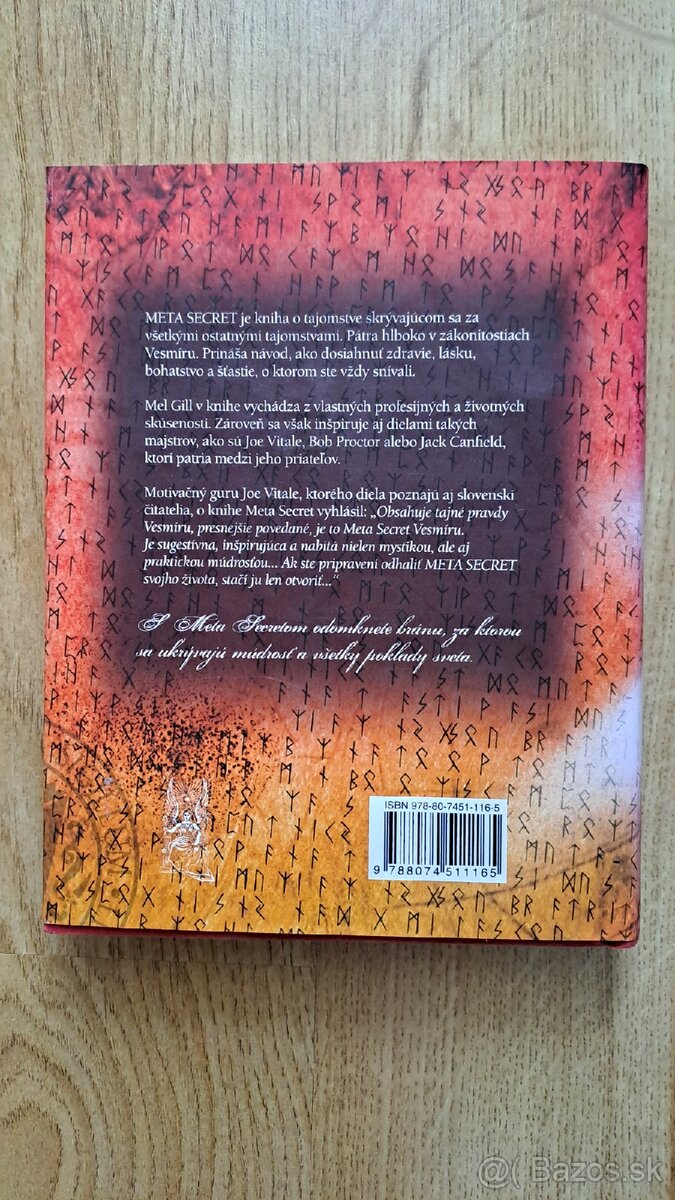 META SECRET je kniha o tajomstve skrývajúcom sa za
všetkými ostatnými tajomstvami. Pátra hlboko v zákonitostiach
Vesmíru. Prináša návod, ako dosiahnuť zdravie, lásku,
bohatstvo a šťastie, o ktorom ste vždy snívali.
Mel Gill v knihe vychádza z vlastných profesijných a životných
skúseností. Zároveň sa však inšpiruje aj dielami takých
majstrov, ako sú Joe Vitale, Bob Proctor alebo Jack Canfield,
ktorí patria medzi jeho priateľov.
Motivačný guru Joe Vitale, ktorého diela poznajú aj slovenskí
čitatelia, o knihe Meta Secret vyhlásil: „Obsahuje tajné pravdy
Vesmíru, presnejšie povedané, je to Meta Secret Vesmíru.
Je sugestívna, inšpirujúca a nabitá nielen mystikou, ale aj
praktickou múdrosťou... Ak ste pripravení odhaliť META SECRET
svojho života, stačí ju len otvoriť...“
S Meta Secretom odomknete bránu, za ktorou
sa ukrývajú múdrosť a všetky poklady sveta.
ISBN 978-80-7451-116-5
9 788074 511165
@( Bazos.sk